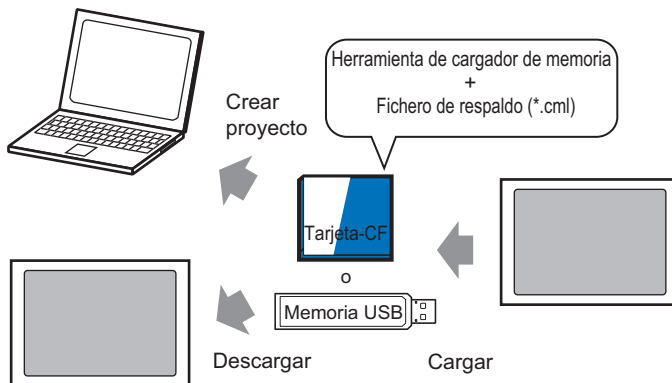 Herramienta de cargador de memoria
+
Fichero de respaldo (*.cml)
Crear
proyecto
Tarjeta-CF
o
Memoria USB
Descargar
Cargar